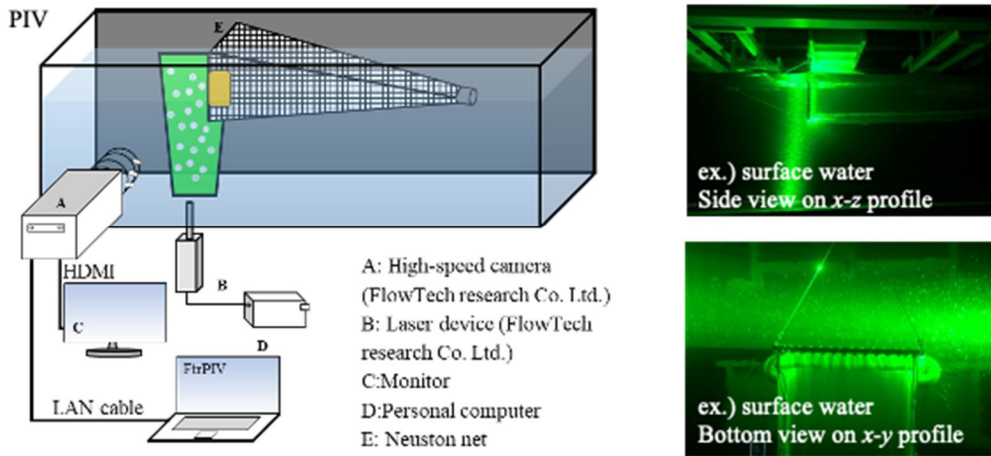 PIV
E
A
HDMI
C
B
D
FtrPIV
LAN cable
A: High-speed camera
(FlowTech research Co. Ltd.)
B: Laser device (FlowTech
research Co. Ltd.)
C:Monitor
D:Personal computer
E: Neuston net
ex.) surface water
Side view on x-z profile
ex.) surface water
Bottom view on x-y profile